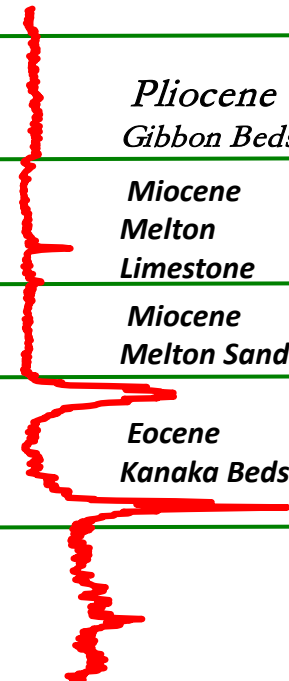 Pliocene
Gibbon Beds
Miocene
Melton
Limestone
Miocene
Melton Sand
Eocene
Kanaka Beds